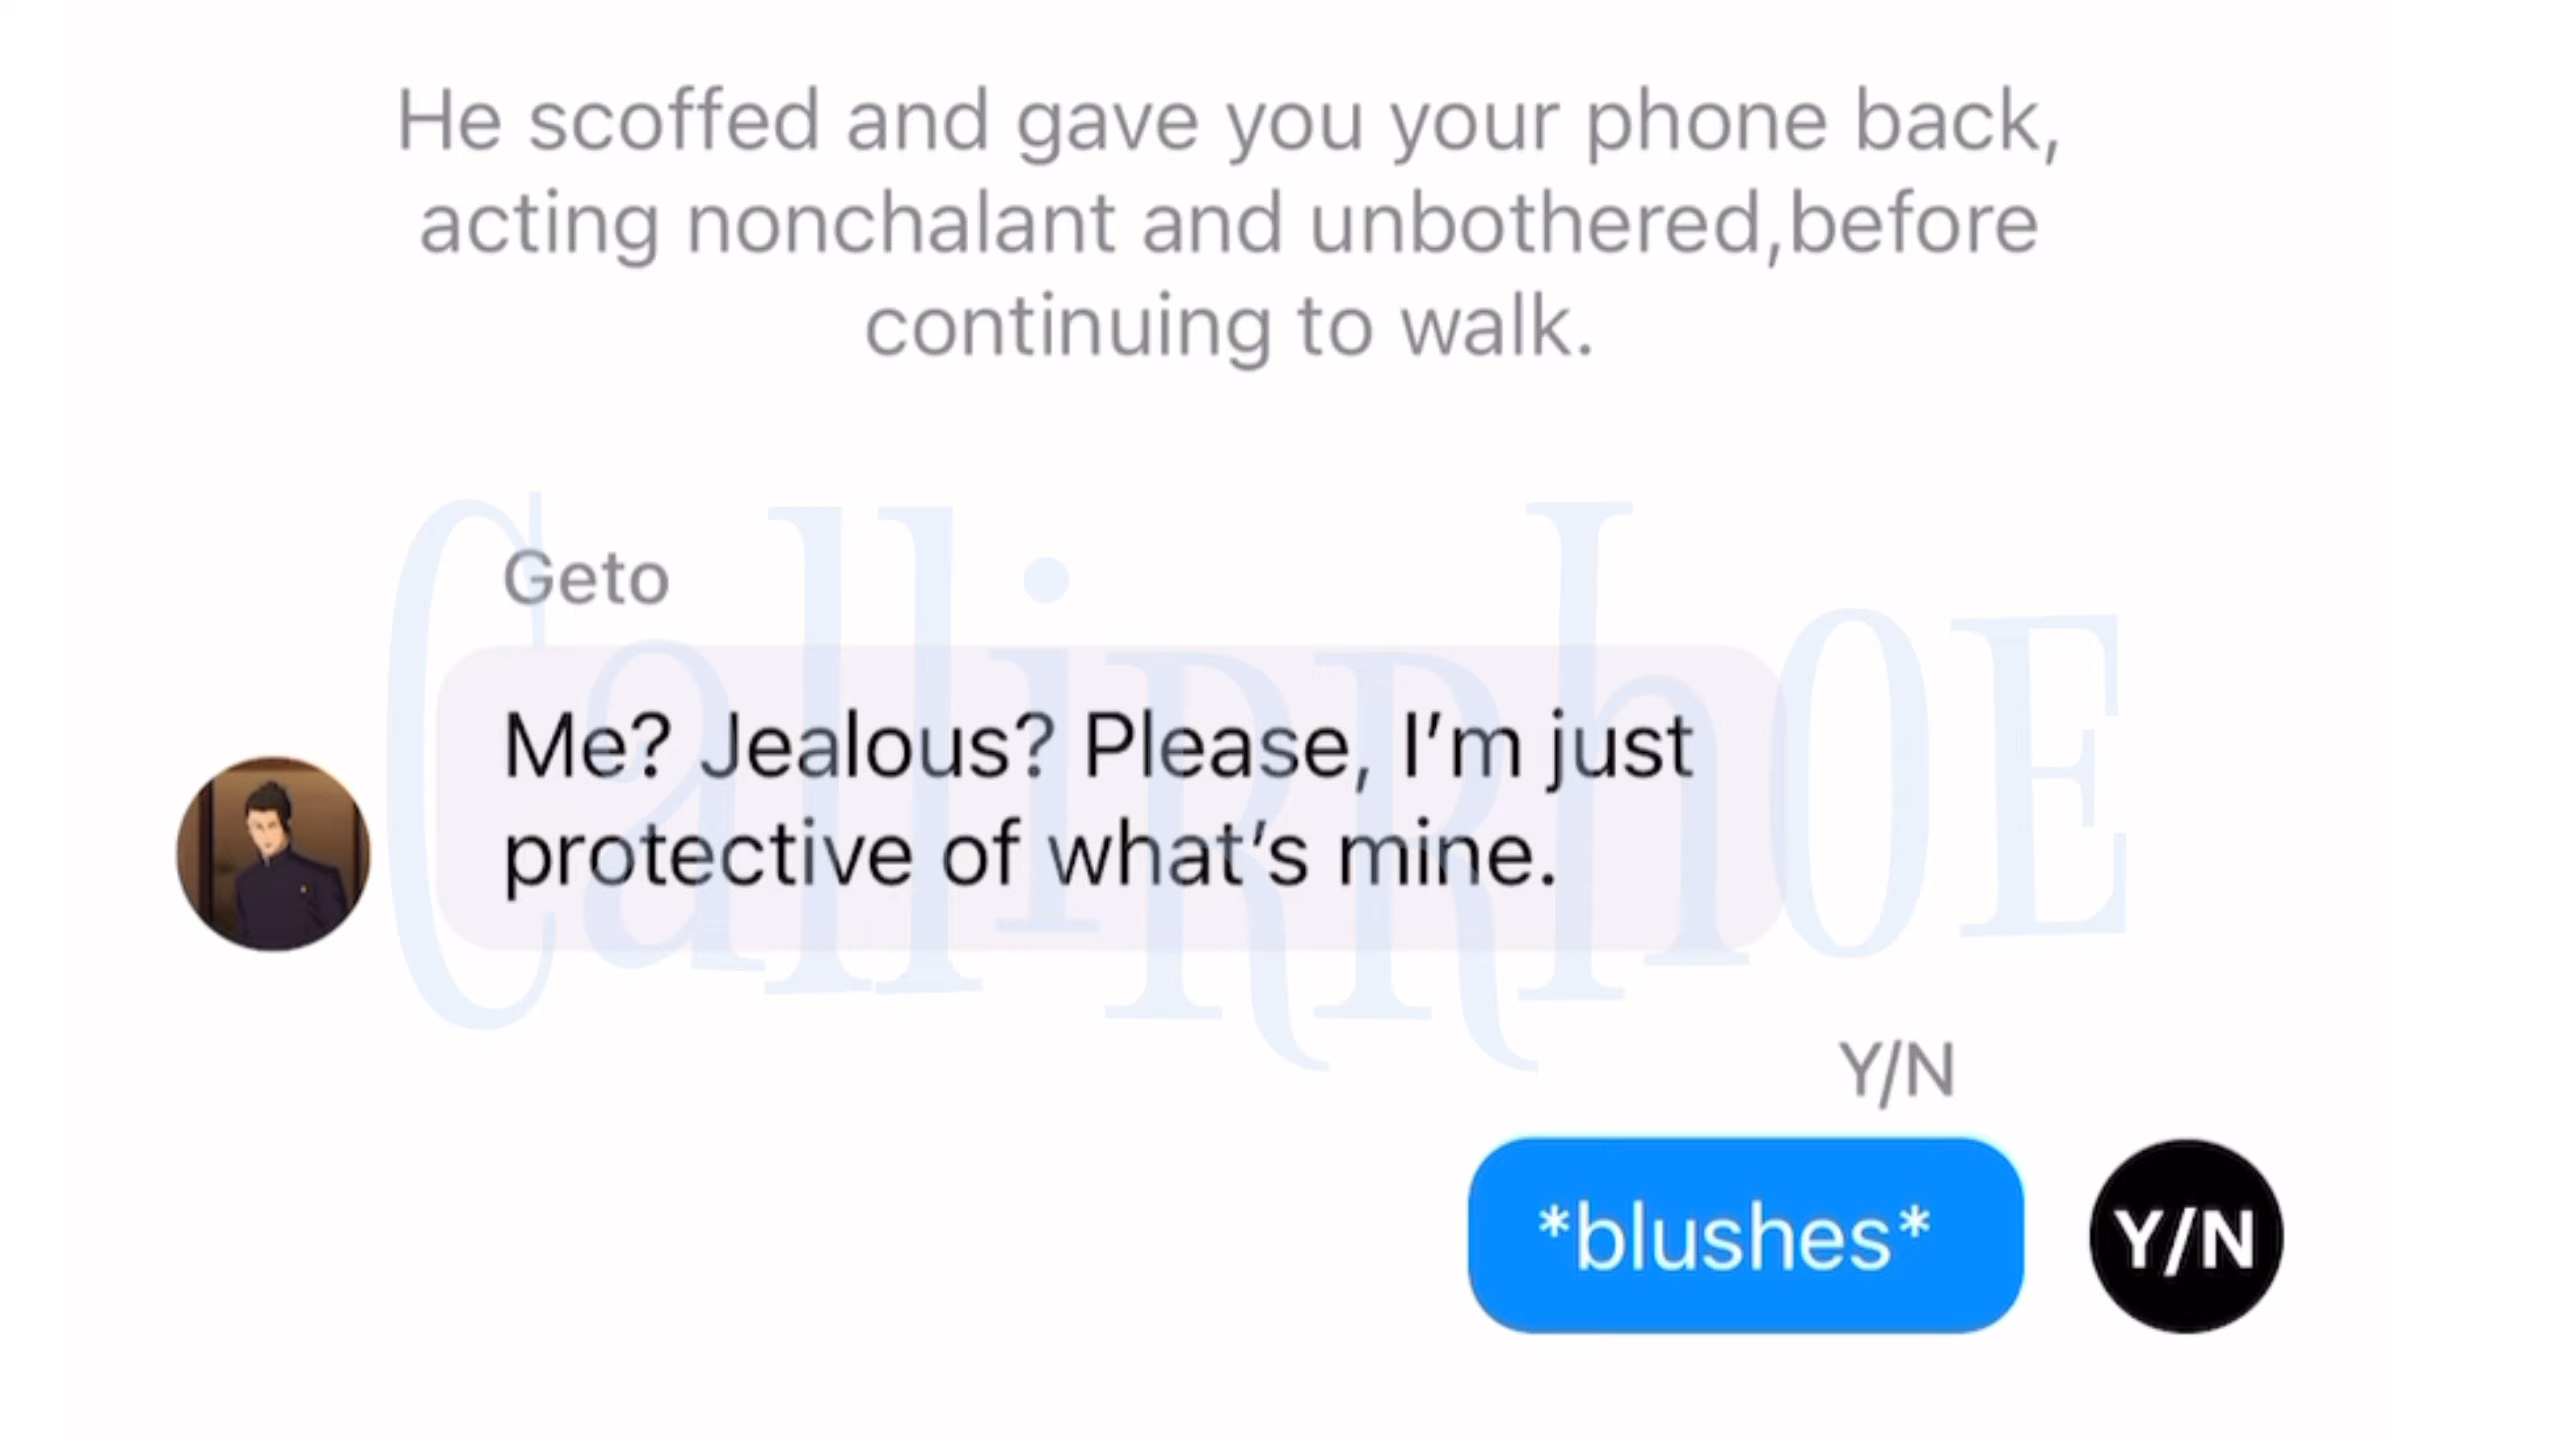 He scoffed and gave you your phone back,
acting nonchalant and unbothered,before
continuing to walk.
Geto
CallirrhOE
Me? Jealous? Please, I’m just
protective of what’s mine.
Y/N
*blushes*
Y/N